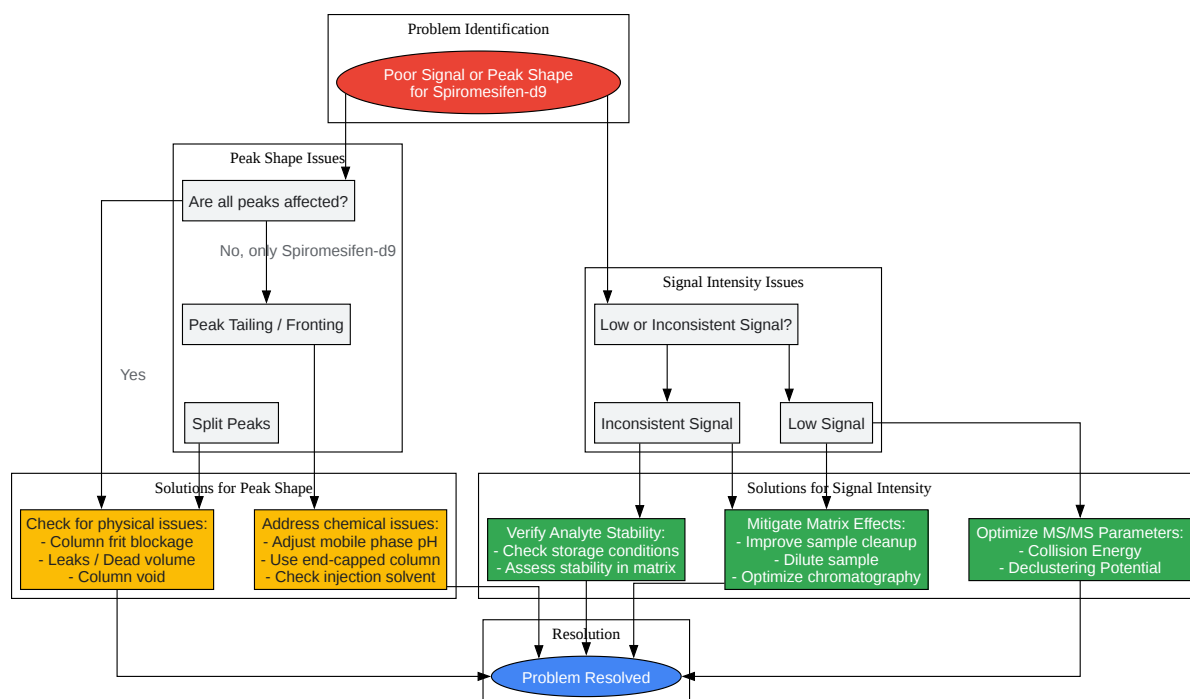 Problem Identification
Poor Signal or Peak Shape
for Spiromesifen-d9
Peak Shape Issues
Are all peaks affected?
No, only Spiromesifen-d9
Peak Tailing / Fronting
Yes
Split Peaks
Signal Intensity Issues
Low or Inconsistent Signal?
Inconsistent Signal
Low Signal
Solutions for Peak Shape
Check for physical issues:
- Column frit blockage
- Leaks / Dead volume
- Column void
Address chemical issues:
- Adjust mobile phase pH
- Use end-capped column
- Check injection solvent
Solutions for Signal Intensity
Verify Analyte Stability:
- Check storage conditions
- Assess stability in matrix
Mitigate Matrix Effects:
- Improve sample cleanup
- Dilute sample
- Optimize chromatography
Optimize MS/MS Parameters:
- Collision Energy
- Declustering Potential
Resolution
Problem Resolved